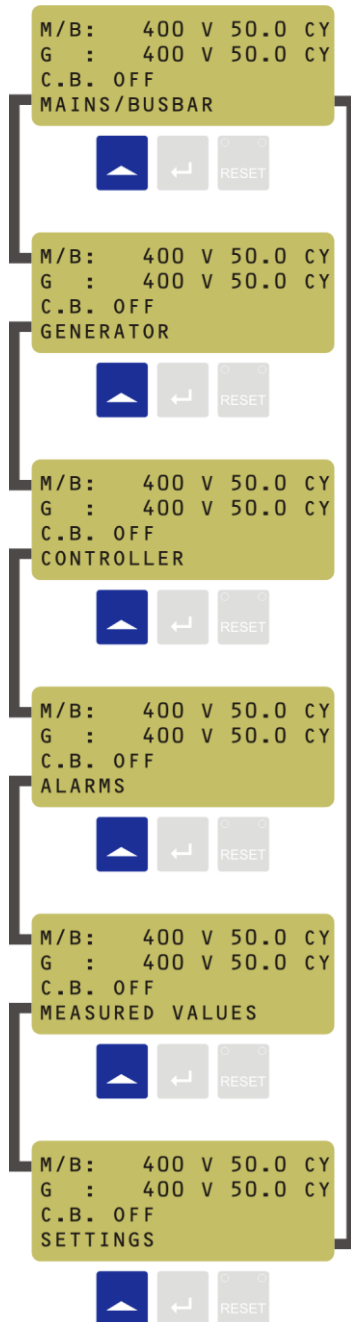 M/B: 400 V 50.0 CY
G : 400 V 50.0 CY
C.B. OFF
MAINS/BUSBAR
RESET
M/B: 400 V 50.0 CY
G : 400 V 50.0 CY
C.B. OFF
GENERATOR
RESET
M/B: 400 V 50.0 CY
G : 400 V 50.0 CY
C.B. OFF
CONTROLLER
RESET
M/B: 400 V 50.0 CY
G : 400 V 50.0 CY
C.B. OFF
ALARMS
RESET
M/B: 400 V 50.0 CY
G : 400 V 50.0 CY
C.B. OFF
MEASURED VALUES
RESET
M/B: 400 V 50.0 CY
G : 400 V 50.0 CY
C.B. OFF
SETTINGS
RESET